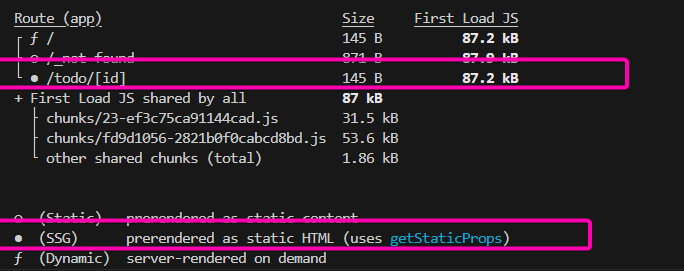 Route (app) Size First Load JS
┌ ƒ / 145 B 87.2 kB
├ ○ /_not-found 871 B 87.9 kB
└ ● /todo/[id] 145 B 87.2 kB
+ First Load JS shared by all 87 kB
├ chunks/23-ef3c75ca91144cad.js 31.5 kB
├ chunks/fd9d1056-2821b0f0cabcd8bd.js 53.6 kB
└ other shared chunks (total) 1.86 kB
○ (Static) prerendered as static content
● (SSG) prerendered as static HTML (uses getStaticProps)
ƒ (Dynamic) server-rendered on demand